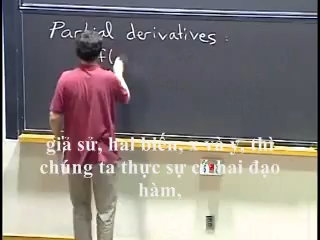 Partial derivatives :
f(
giả sử, hai biến, x và y, thì
chúng ta thực sự có hai đạo
hàm,